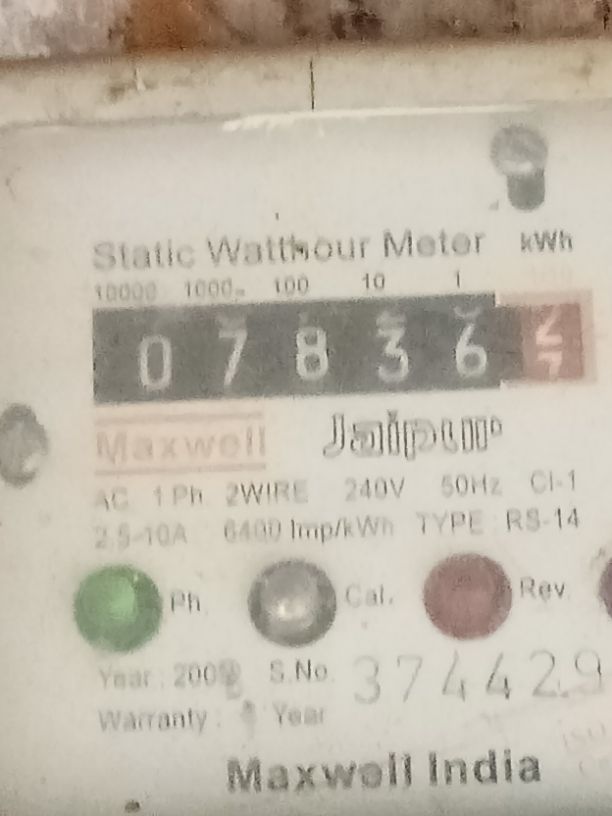 Static Watthour Meter kWh
10000 1000 100 10 1
0 7 8 3 6
Maxwell Jaipur
AC 1 Ph 2WIRE 240V 50Hz Cl-1
2.5-10A 6400 Imp/kWh TYPE RS-14
Ph. Cal. Rev.
Year : S.No. 374429
Warranty : Year
Maxwell India